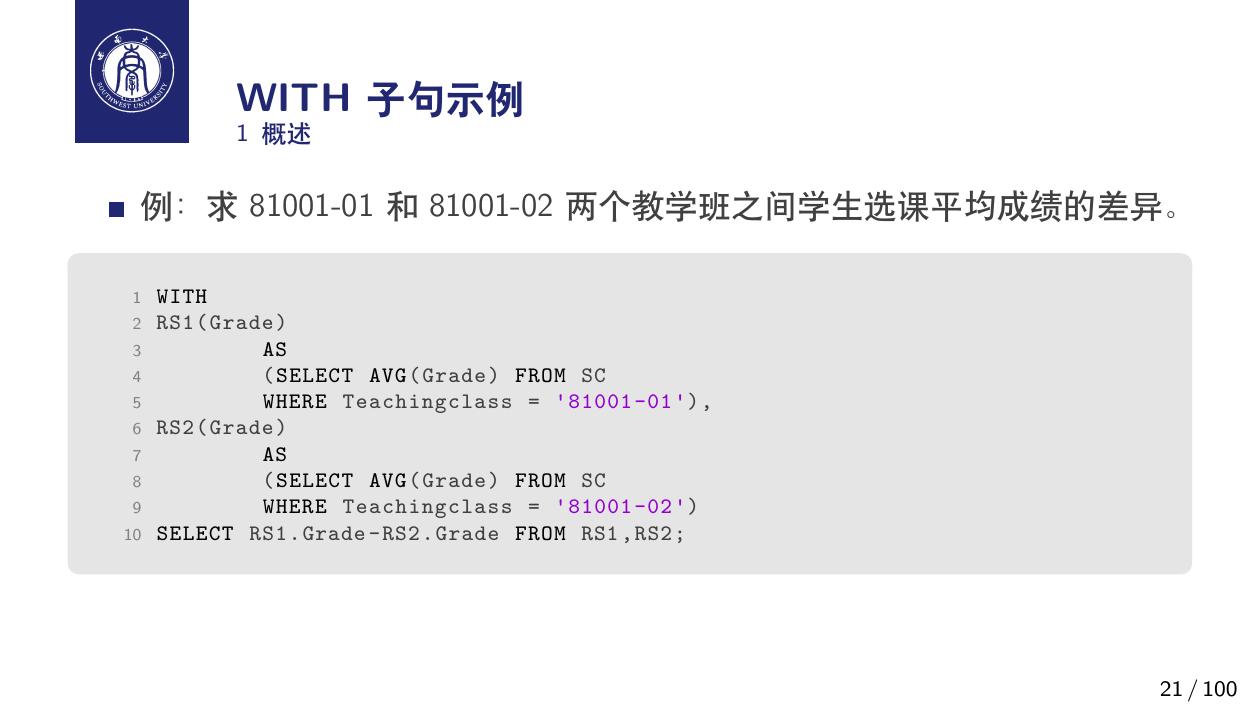 西南大学
SOUTHWEST UNIVERSITY
WITH 子句示例
1 概述
例：求 81001-01 和 81001-02 两个教学班之间学生选课平均成绩的差异。
1 WITH
2 RS1(Grade)
3 AS
4 (SELECT AVG(Grade) FROM SC
5 WHERE Teachingclass = '81001-01'),
6 RS2(Grade)
7 AS
8 (SELECT AVG(Grade) FROM SC
9 WHERE Teachingclass = '81001-02')
10 SELECT RS1.Grade-RS2.Grade FROM RS1,RS2;
21 / 100